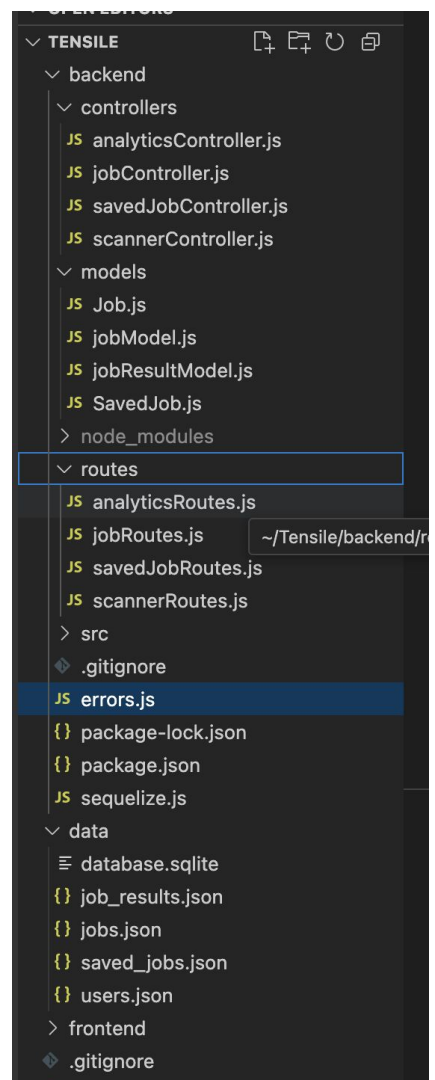 OPEN EDITORS
TENSILE
backend
controllers
JS analyticsController.js
JS jobController.js
JS savedJobController.js
JS scannerController.js
models
JS Job.js
JS jobModel.js
JS jobResultModel.js
JS SavedJob.js
node_modules
routes
JS analyticsRoutes.js
JS jobRoutes.js ~/Tensile/backend/r
JS savedJobRoutes.js
JS scannerRoutes.js
src
.gitignore
JS errors.js
{} package-lock.json
{} package.json
JS sequelize.js
data
database.sqlite
{} job_results.json
{} jobs.json
{} saved_jobs.json
{} users.json
frontend
.gitignore